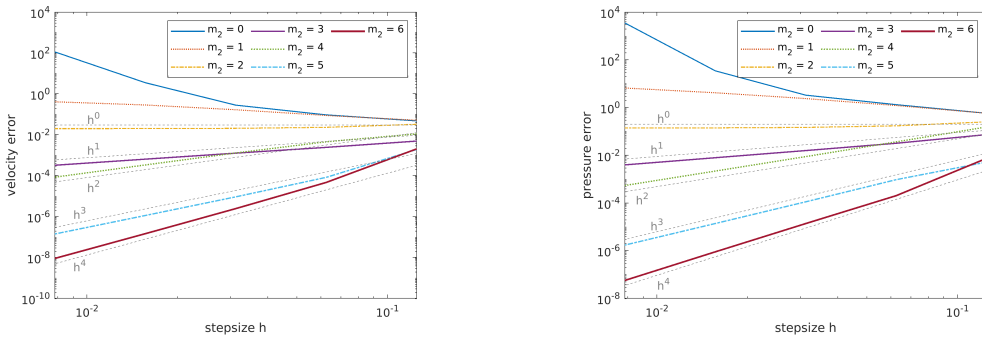 10^4
10^2
10^0
10^-2
10^-4
10^-6
10^-8
10^-10
velocity error
m_2 = 0 m_2 = 3 m_2 = 6
m_2 = 1 m_2 = 4
m_2 = 2 m_2 = 5
h^0
h^1
h^2
h^3
h^4
10^-2 10^-1
stepsize h
10^4
10^2
10^0
10^-2
10^-4
10^-6
10^-8
pressure error
m_2 = 0 m_2 = 3 m_2 = 6
m_2 = 1 m_2 = 4
m_2 = 2 m_2 = 5
h^0
h^1
h^2
h^3
h^4
10^-2 10^-1
stepsize h